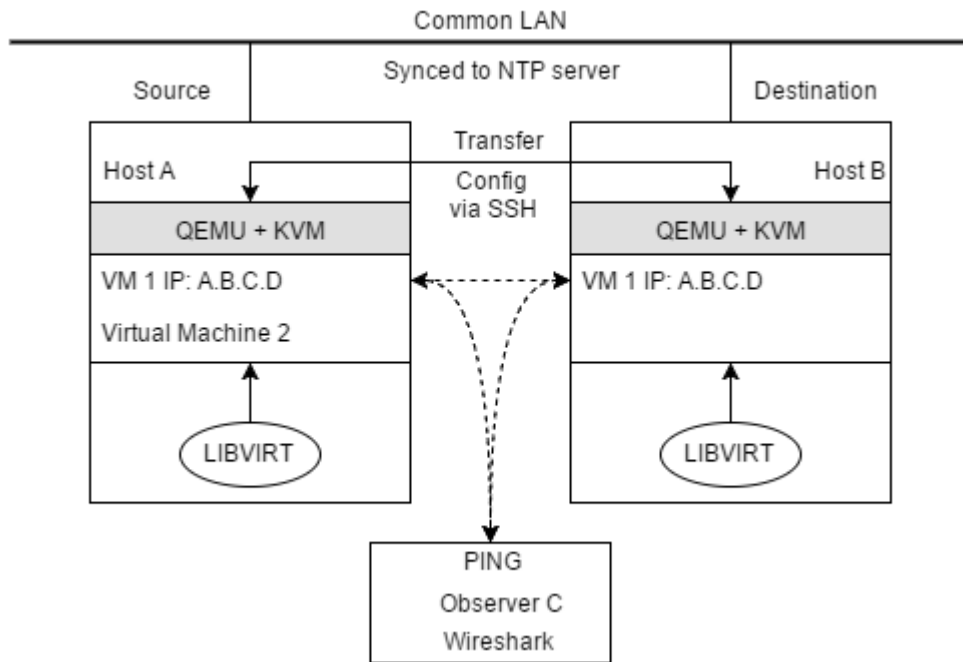 Common LAN
Synced to NTP server
Source
Destination
Transfer
Host A
Host B
Config
via SSH
QEMU + KVM
QEMU + KVM
VM 1 IP: A.B.C.D
VM 1 IP: A.B.C.D
Virtual Machine 2
LIBVIRT
LIBVIRT
PING
Observer C
Wireshark